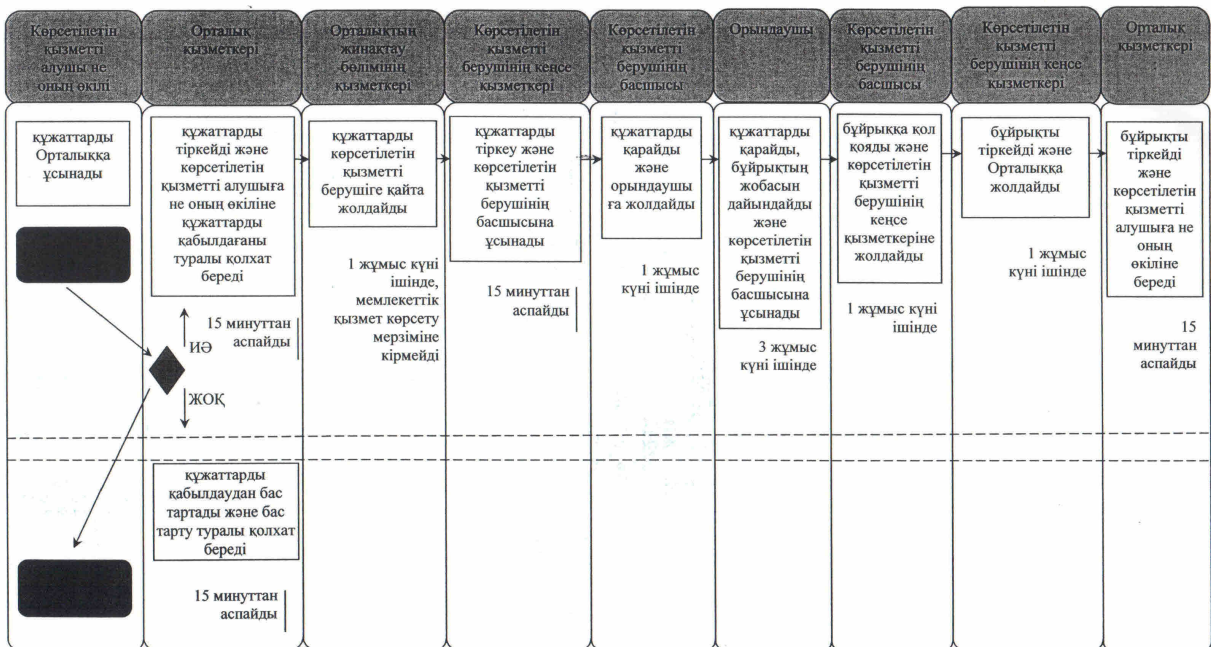 Көрсетілетін
қызметті
алушы не
оның өкілі
Орталық
қызметкері
Орталықтың
жинақтау
бөлімінің
қызметкері
Көрсетілетін
қызметті
берушінің кеңсе
қызметкері
Көрсетілетін
қызметті
берушінің
басшысы
Орындаушы
Көрсетілетін
қызметті
берушінің
басшысы
Көрсетілетін
қызметті
берушінің кеңсе
қызметкері
Орталық
қызметкері
құжаттарды
Орталыққа
ұсынады
құжаттарды
тіркейді және
көрсетілетін
қызметті алушыға
не оның өкіліне
құжаттарды
қабылдағаны
туралы қолхат
береді
15 минуттан
аспайды
ИӘ
ЖОҚ
құжаттарды
қабылдаудан бас
тартады және бас
тарту туралы қолхат
береді
15 минуттан
аспайды
құжаттарды
көрсетілетін
қызметті
берушіге қайта
жолдайды
1 жұмыс күні
ішінде,
мемлекеттік
қызмет көрсету
мерзіміне
кірмейді
құжаттарды
тіркеу және
көрсетілетін
қызметті
берушінің
басшысына
ұсынады
15 минуттан
аспайды
құжаттарды
қарайды
және
орындаушы
ға жолдайды
1 жұмыс
күні ішінде
құжаттарды
қарайды,
бұйрықтың
жобасын
дайындайды
және
көрсетілетін
қызметті
берушінің
басшысына
ұсынады
3 жұмыс
күні ішінде
бұйрыққа қол
қояды және
көрсетілетін
қызметті
берушінің
кеңсе
қызметкеріне
жолдайды
1 жұмыс күні
ішінде
бұйрықты
тіркейді және
Орталыққа
жолдайды
1 жұмыс
күні ішінде
бұйрықты
тіркейді
және
көрсетілетін
қызметті
алушыға не
оның
өкіліне
береді
15
минуттан
аспайды